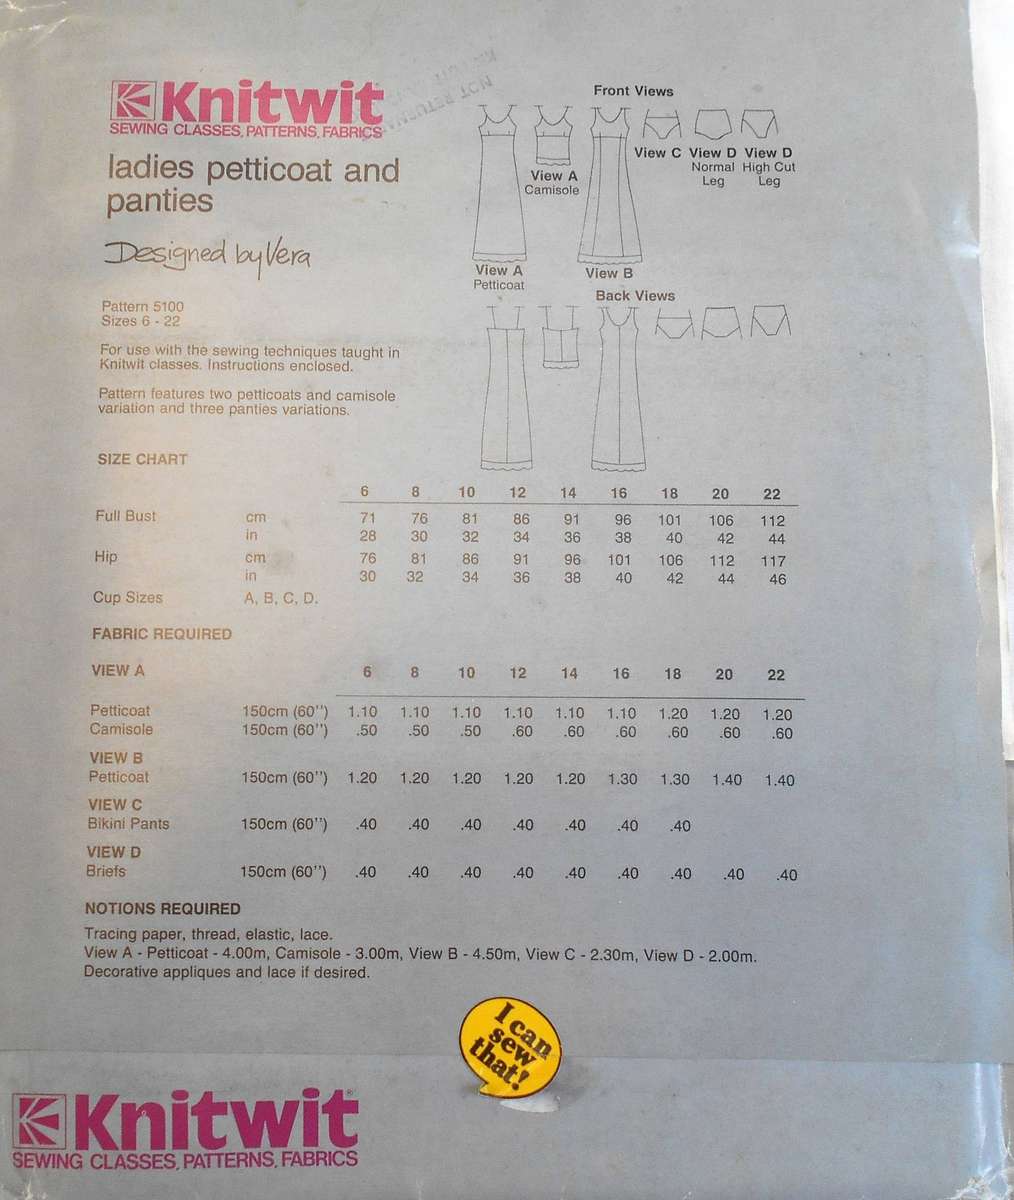 Knitwit
SEWING CLASSES, PATTERNS, FABRICS
ladies petticoat and
panties
Designed by Vera
Pattern 5100
Sizes 6 - 22
For use with the sewing techniques taught in
Knitwit classes. Instructions enclosed.
Pattern features two petticoats and camisole
variation and three panties variations.
NOT RETURNABLE
Front Views
View A
Camisole
View C View D View D
Normal High Cut
Leg Leg
View A
Petticoat
View B
Back Views
SIZE CHART
6 8 10 12 14 16 18 20 22
Full Bust cm 71 76 81 86 91 96 101 106 112
in 28 30 32 34 36 38 40 42 44
Hip cm 76 81 86 91 96 101 106 112 117
in 30 32 34 36 38 40 42 44 46
Cup Sizes A, B, C, D.
FABRIC REQUIRED
VIEW A 6 8 10 12 14 16 18 20 22
Petticoat 150cm (60'') 1.10 1.10 1.10 1.10 1.10 1.10 1.20 1.20 1.20
Camisole 150cm (60'') .50 .50 .50 .60 .60 .60 .60 .60 .60
VIEW B
Petticoat 150cm (60'') 1.20 1.20 1.20 1.20 1.20 1.30 1.30 1.40 1.40
VIEW C
Bikini Pants 150cm (60'') .40 .40 .40 .40 .40 .40 .40
VIEW D
Briefs 150cm (60'') .40 .40 .40 .40 .40 .40 .40 .40 .40
NOTIONS REQUIRED
Tracing paper, thread, elastic, lace.
View A - Petticoat - 4.00m, Camisole - 3.00m, View B - 4.50m, View C - 2.30m, View D - 2.00m.
Decorative appliques and lace if desired.
I can
sew
that!
Knitwit®
SEWING CLASSES, PATTERNS, FABRICS